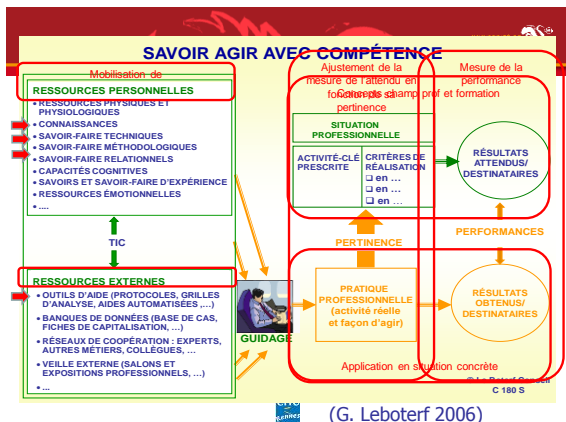 SAVOIR AGIR AVEC COMPÉTENCE
Mobilisation de
RESSOURCES PERSONNELLES
• RESSOURCES PHYSIQUES ET
PHYSIOLOGIQUES
• CONNAISSANCES
• SAVOIR-FAIRE TECHNIQUES
• SAVOIR-FAIRE MÉTHODOLOGIQUES
• SAVOIR-FAIRE RELATIONNELS
• CAPACITÉS COGNITIVES
• SAVOIRS ET SAVOIR-FAIRE D'EXPÉRIENCE
• RESSOURCES ÉMOTIONNELLES
• ....
TIC
RESSOURCES EXTERNES
• OUTILS D'AIDE (PROTOCOLES, GRILLES
D'ANALYSE, AIDES AUTOMATISÉES ,…)
• BANQUES DE DONNÉES (BASE DE CAS,
FICHES DE CAPITALISATION, …)
• RÉSEAUX DE COOPÉRATION : EXPERTS,
AUTRES MÉTIERS, COLLÈGUES, …
• VEILLE EXTERNE (SALONS ET
EXPOSITIONS PROFESSIONNELS, …)
• ...
GUIDAGE
Ajustement de la
mesure de l'attendu en
fonction de sa
pertinence
Concepts champ prof et formation
SITUATION
PROFESSIONNELLE
ACTIVITÉ-CLÉ
PRESCRITE
CRITÈRES DE
RÉALISATION
❑ en …
❑ en …
❑ en …
PERTINENCE
PRATIQUE
PROFESSIONNELLE
(activité réelle
et façon d'agir)
Mesure de la
performance
RÉSULTATS
ATTENDUS/
DESTINATAIRES
PERFORMANCES
RÉSULTATS
OBTENUS/
DESTINATAIRES
Application en situation concrète
© Le Boterf Conseil
C 180 S
Rennes
(G. Leboterf 2006)